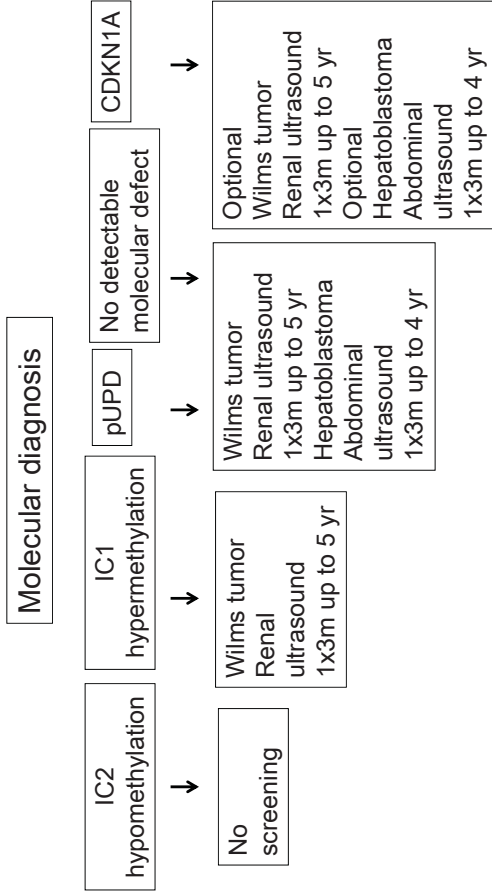 Molecular diagnosis
IC2
hypomethylation
IC1
hypermethylation
pUPD
No detectable
molecular defect
CDKN1A
No
screening
Wilms tumor
Renal
ultrasound
1x3m up to 5 yr
Wilms tumor
Renal ultrasound
1x3m up to 5 yr
Hepatoblastoma
Abdominal
ultrasound
1x3m up to 4 yr
Optional
Wilms tumor
Renal ultrasound
1x3m up to 5 yr
Optional
Hepatoblastoma
Abdominal
ultrasound
1x3m up to 4 yr